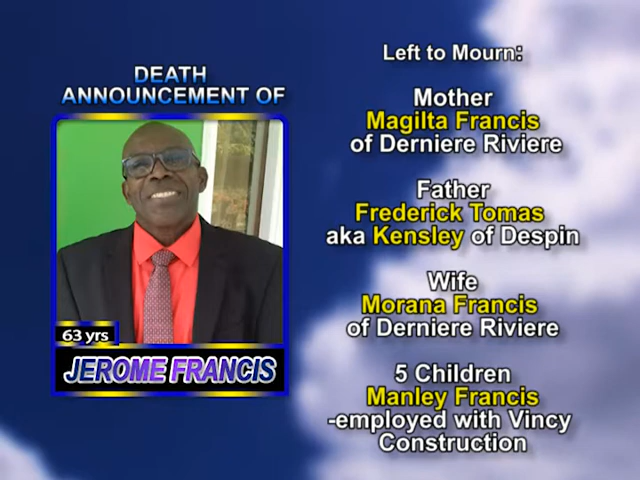 DEATH
ANNOUNCEMENT OF
63 yrs
JEROME FRANCIS
Left to Mourn:
Mother
Magilta Francis
of Derniere Riviere
Father
Frederick Tomas
aka Kensley of Despin
Wife
Morana Francis
of Derniere Riviere
5 Children
Manley Francis
-employed with Vincy
Construction